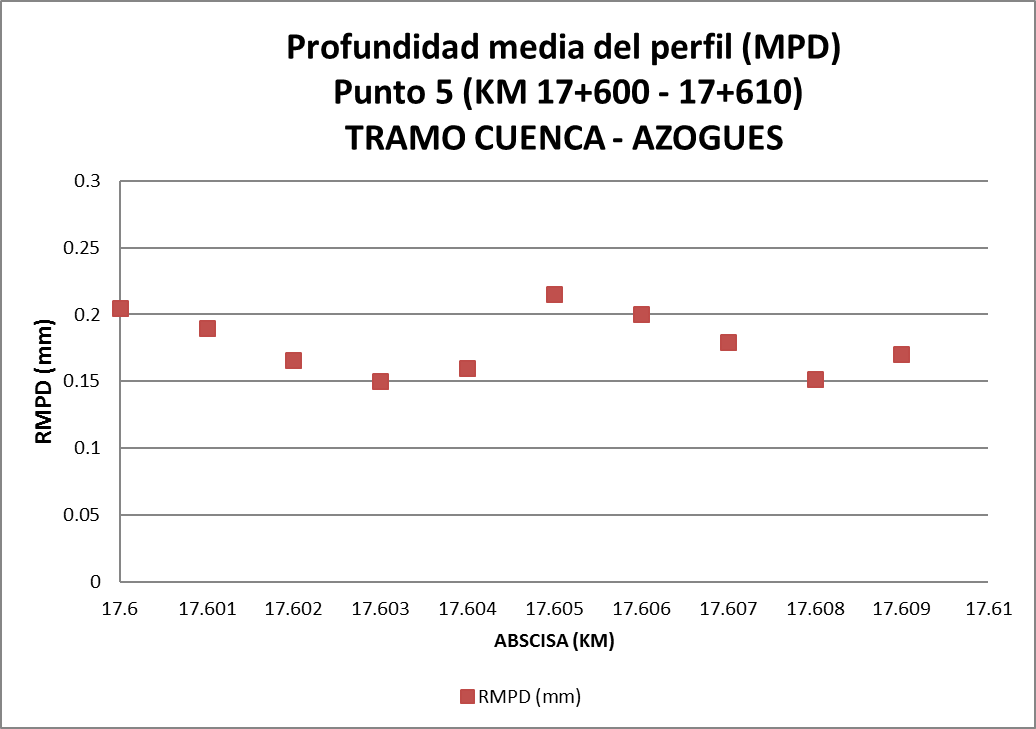 Profundidad media del perfil (MPD)
Punto 5 (KM 17+600 - 17+610)
TRAMO CUENCA - AZOGUES
0.3
0.25
0.2
0.15
0.1
0.05
0
RMPD (mm)
17.6 17.601 17.602 17.603 17.604 17.605 17.606 17.607 17.608 17.609 17.61
ABSCISA (KM)
RMPD (mm)